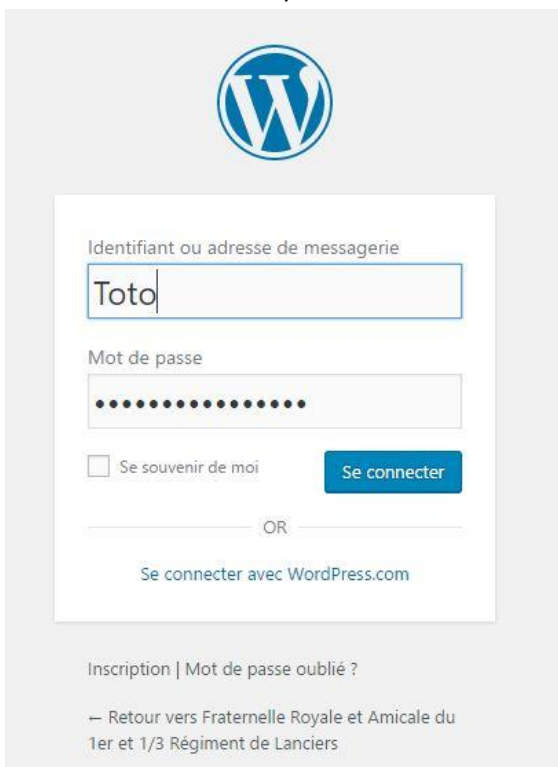 Identifiant ou adresse de messagerie
Toto
Mot de passe
••••••••••••••••
Se souvenir de moi
Se connecter
OR
Se connecter avec WordPress.com
Inscription | Mot de passe oublié ?
← Retour vers Fraternelle Royale et Amicale du
1er et 1/3 Régiment de Lanciers